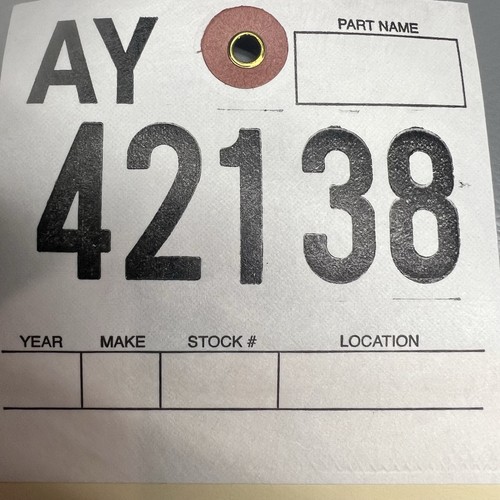 AY
PART NAME
42138
YEAR MAKE STOCK # LOCATION